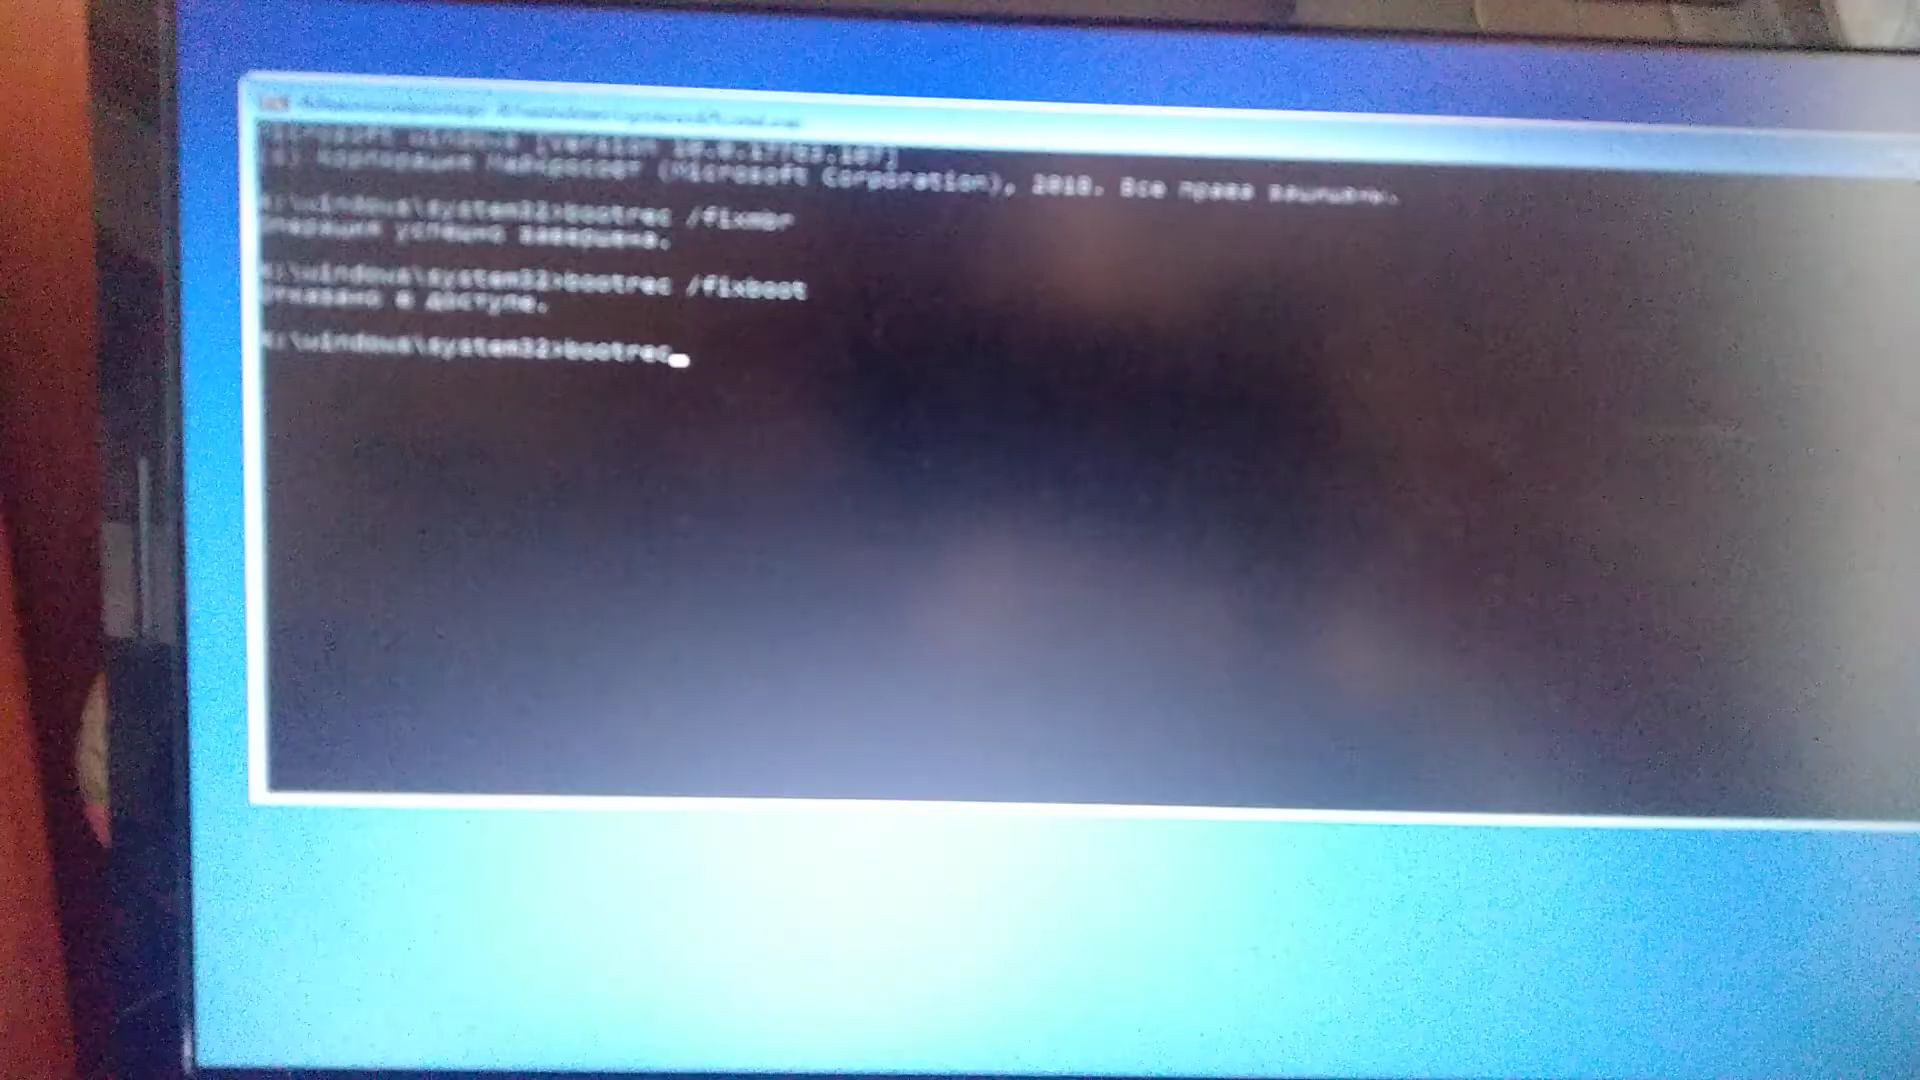 Microsoft Windows [Version 10.0.17763.107]
(c) Корпорация Майкрософт (Microsoft Corporation), 2018. Все права защищены.
X:\windows\system32>bootrec /fixmbr
Операция успешно завершена.
X:\windows\system32>bootrec /fixboot
Отказано в доступе.
X:\windows\system32>bootrec